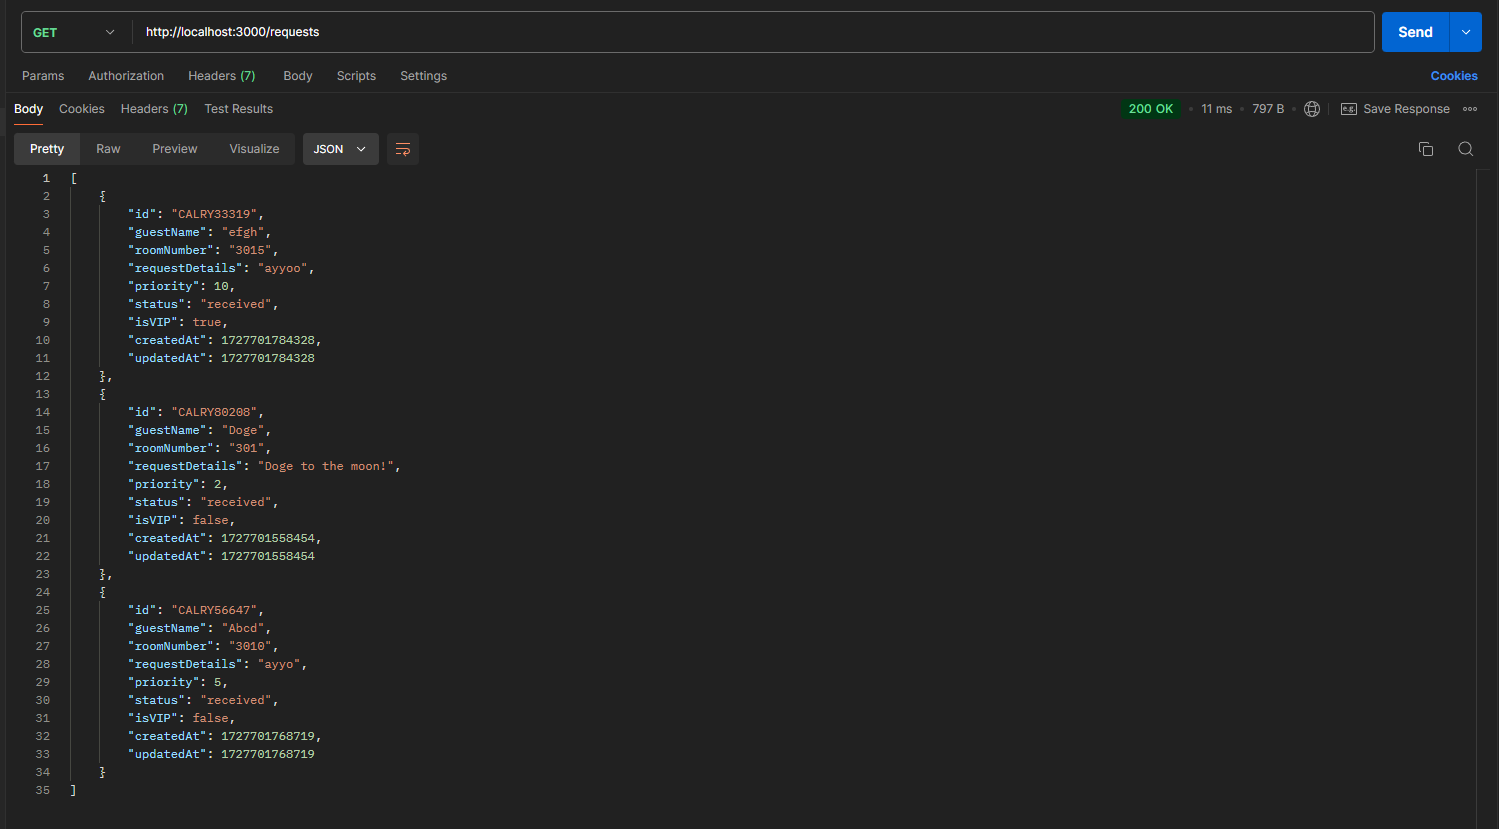 GET http://localhost:3000/requests Send
Params Authorization Headers (7) Body Scripts Settings Cookies
Body Cookies Headers (7) Test Results 200 OK 11 ms 797 B e.g. Save Response
Pretty Raw Preview Visualize JSON
1 [
2 {
3 "id": "CALRY33319",
4 "guestName": "efgh",
5 "roomNumber": "3015",
6 "requestDetails": "ayyoo",
7 "priority": 10,
8 "status": "received",
9 "isVIP": true,
10 "createdAt": 1727701784328,
11 "updatedAt": 1727701784328
12 },
13 {
14 "id": "CALRY80208",
15 "guestName": "Doge",
16 "roomNumber": "301",
17 "requestDetails": "Doge to the moon!",
18 "priority": 2,
19 "status": "received",
20 "isVIP": false,
21 "createdAt": 1727701558454,
22 "updatedAt": 1727701558454
23 },
24 {
25 "id": "CALRY56647",
26 "guestName": "Abcd",
27 "roomNumber": "3010",
28 "requestDetails": "ayyo",
29 "priority": 5,
30 "status": "received",
31 "isVIP": false,
32 "createdAt": 1727701768719,
33 "updatedAt": 1727701768719
34 }
35 ]